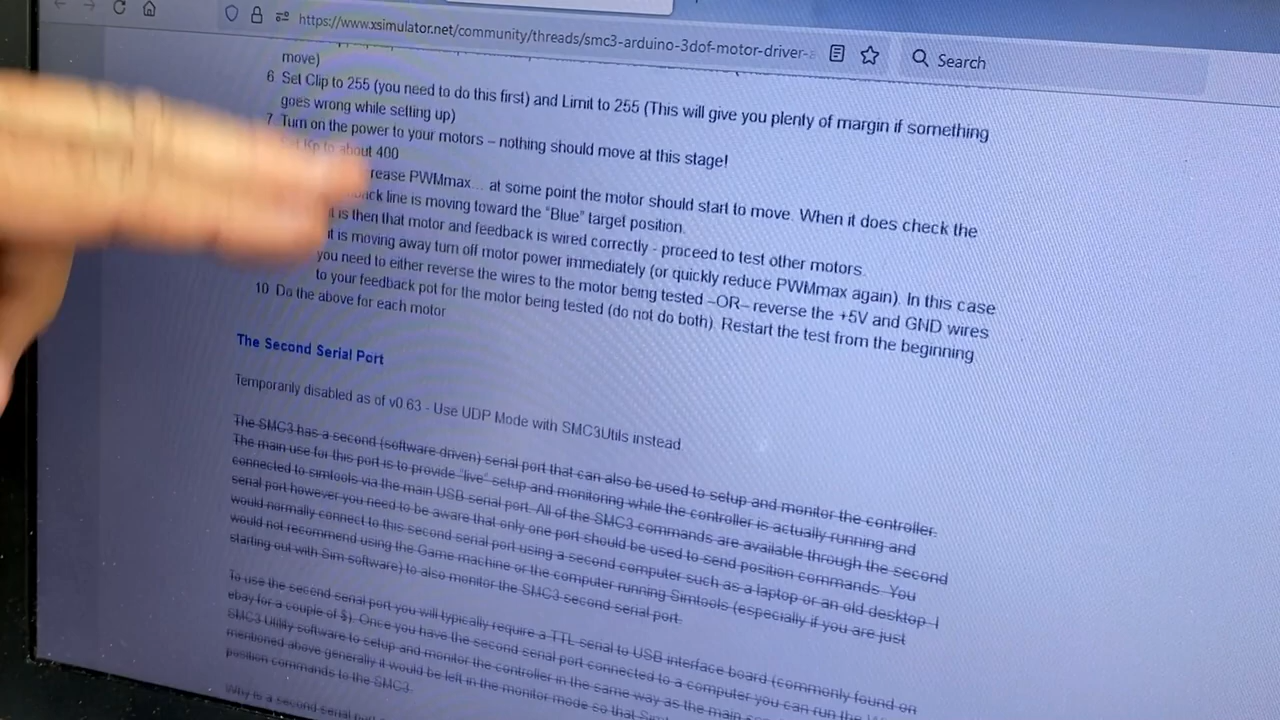 https://www.xsimulator.net/community/threads/smc3-arduino-3dof-motor-driver-a
Search
move)
6 Set Clip to 255 (you need to do this first) and Limit to 255 (This will give you plenty of margin if something
goes wrong while setting up)
7 Turn on the power to your motors – nothing should move at this stage!
Kp to about 400
rease PWMmax... at some point the motor should start to move. When it does check the
line is moving toward the "Blue" target position.
is then that motor and feedback is wired correctly - proceed to test other motors.
it is moving away turn off motor power immediately (or quickly reduce PWMmax again). In this case
you need to either reverse the wires to the motor being tested –OR– reverse the +5V and GND wires
to your feedback pot for the motor being tested (do not do both). Restart the test from the beginning
10 Do the above for each motor
The Second Serial Port
Temporarily disabled as of v0.63 - Use UDP Mode with SMC3Utils instead
The SMC3 has a second (software driven) serial port that can also be used to setup and monitor the controller.
The main use for this port is to provide "live" setup and monitoring while the controller is actually running and
connected to simtools via the main USB serial port. All of the SMC3 commands are available through the second
serial port however you need to be aware that only one port should be used to send position commands. You
would normally connect to this second serial port using a second computer such as a laptop or an old desktop - I
would not recommend using the Game machine or the computer running Simtools (especially if you are just
starting out with Sim software) to also monitor the SMC3 second serial port.
To use the second serial port you will typically require a TTL serial to USB interface board (commonly found on
ebay for a couple of $). Once you have the second serial port connected to a computer you can run the
SMC3 Utility software to setup and monitor the controller in the same way as the main
mentioned above generally it would be left in the monitor mode so that
position commands to the SMC3.
Why is a second serial port